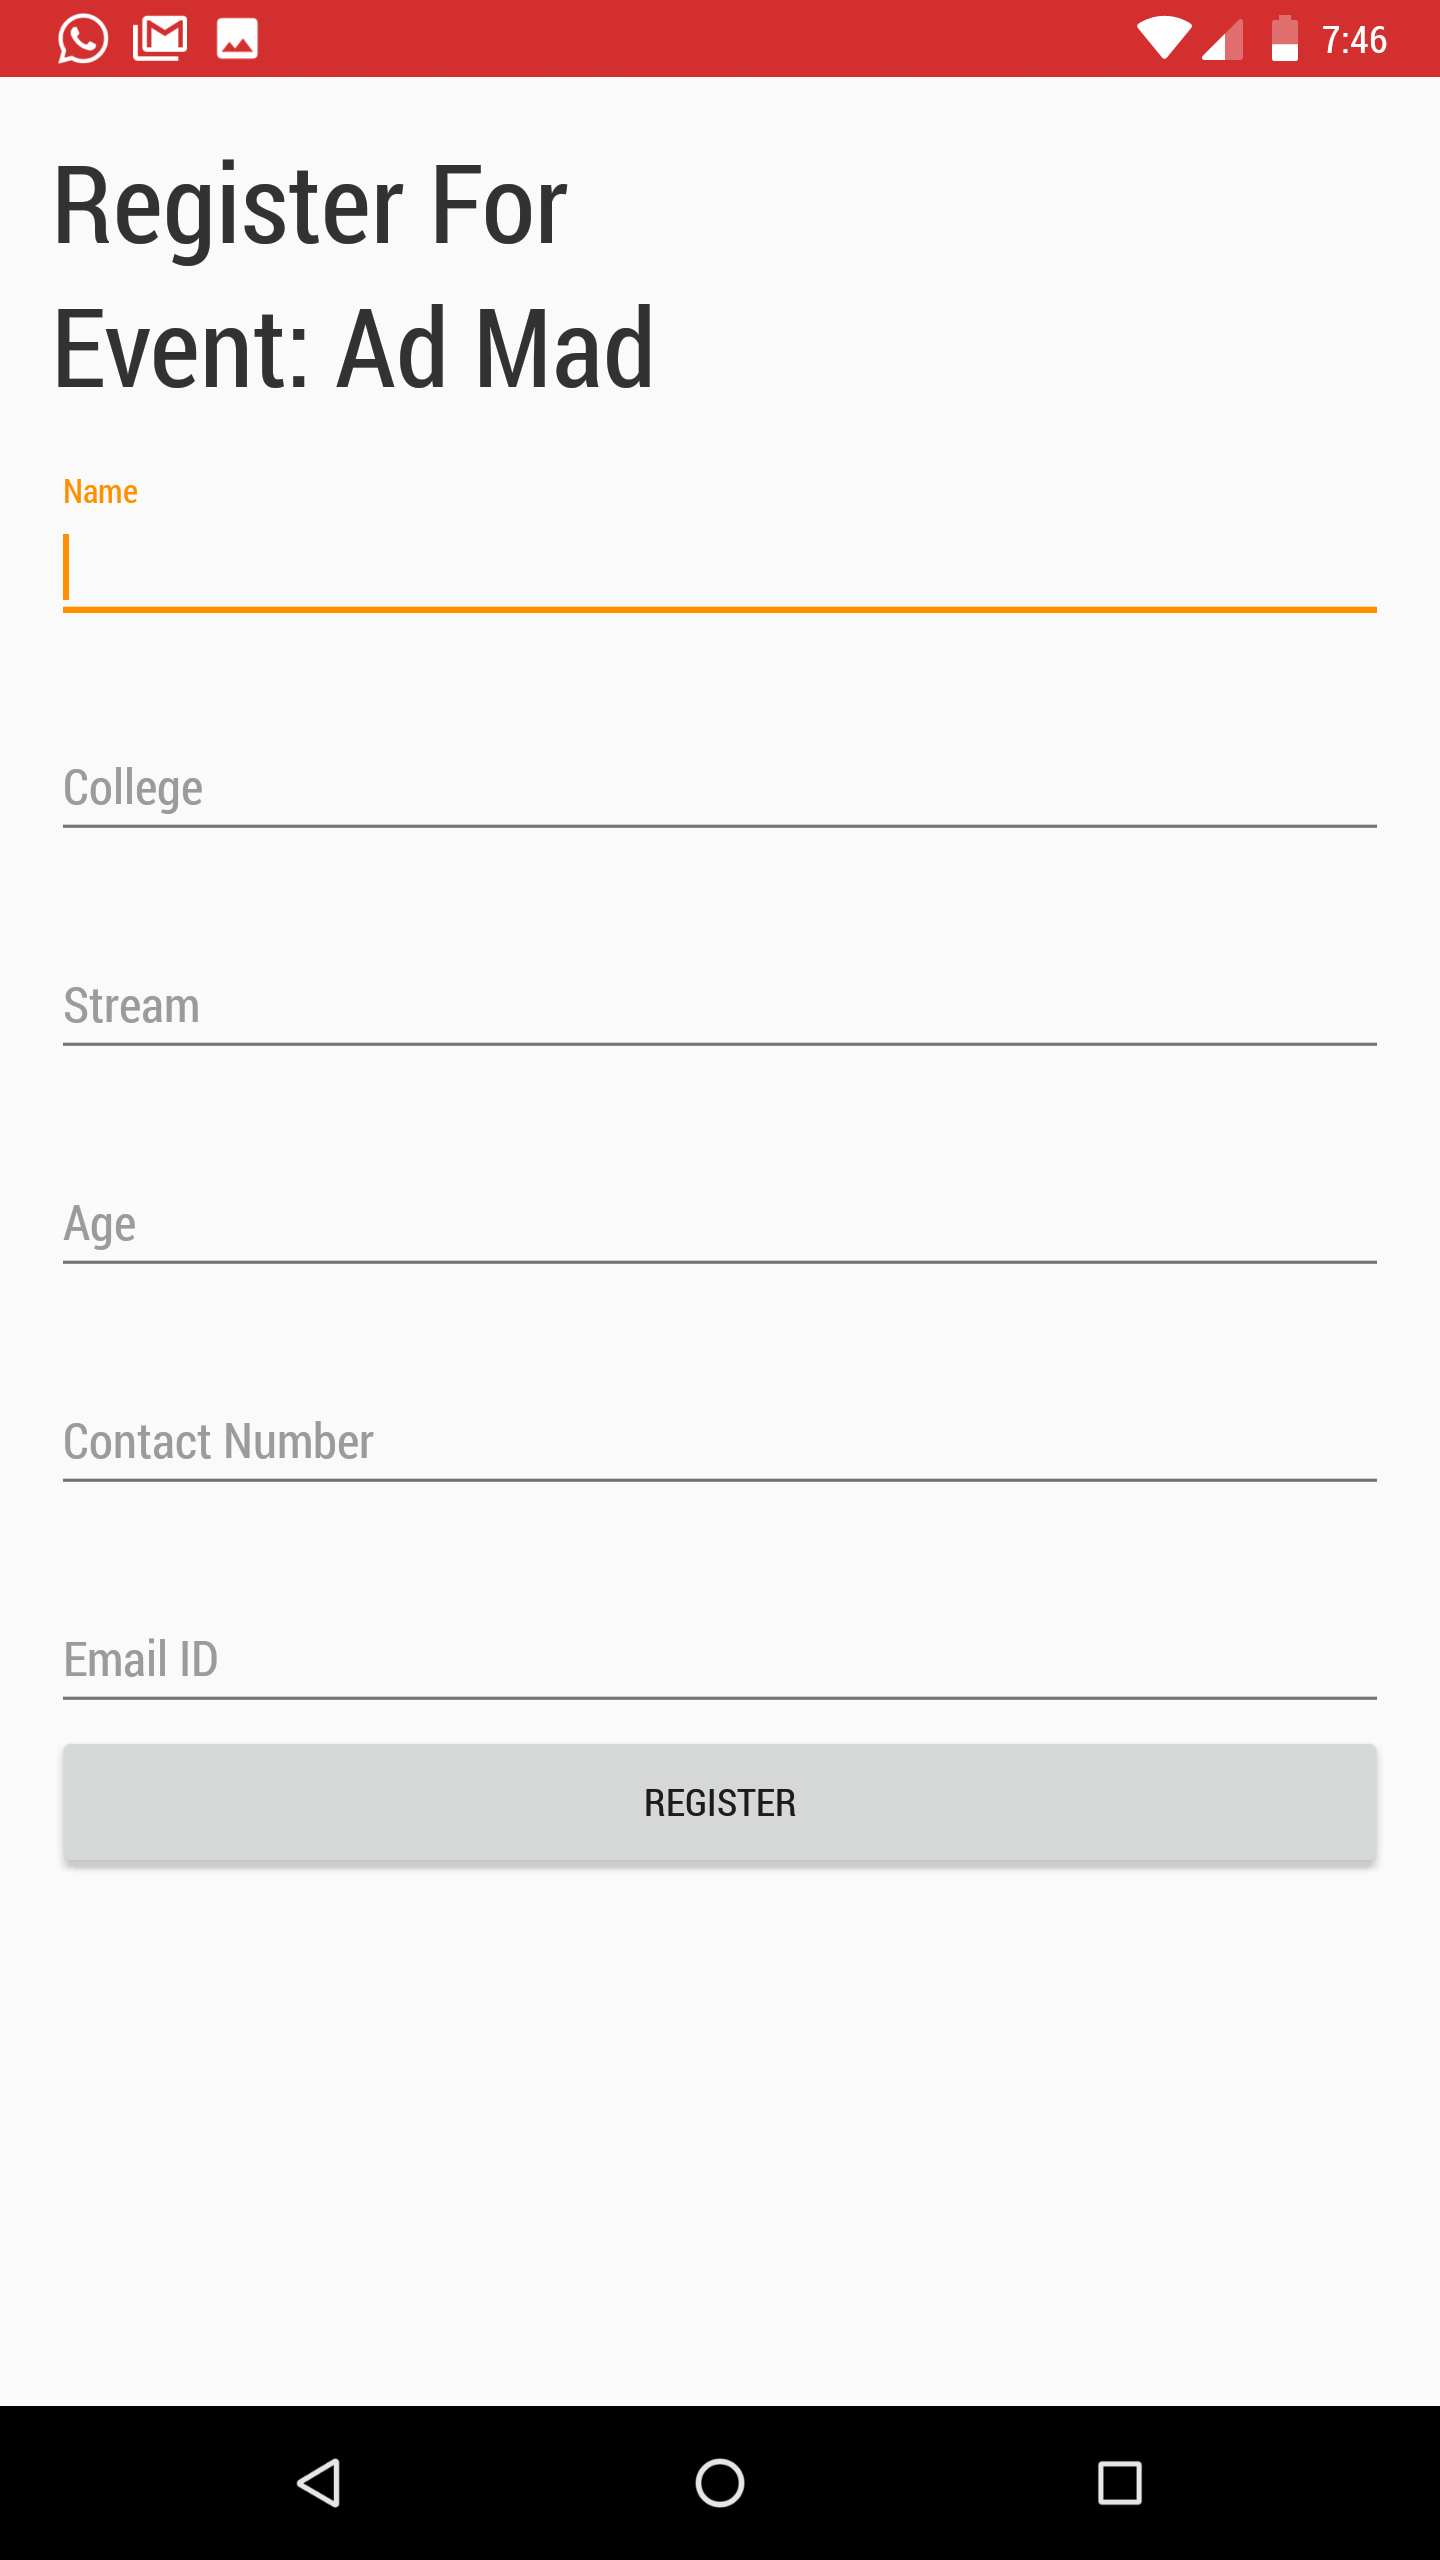 7:46
Register For
Event: Ad Mad
Name
College
Stream
Age
Contact Number
Email ID
REGISTER